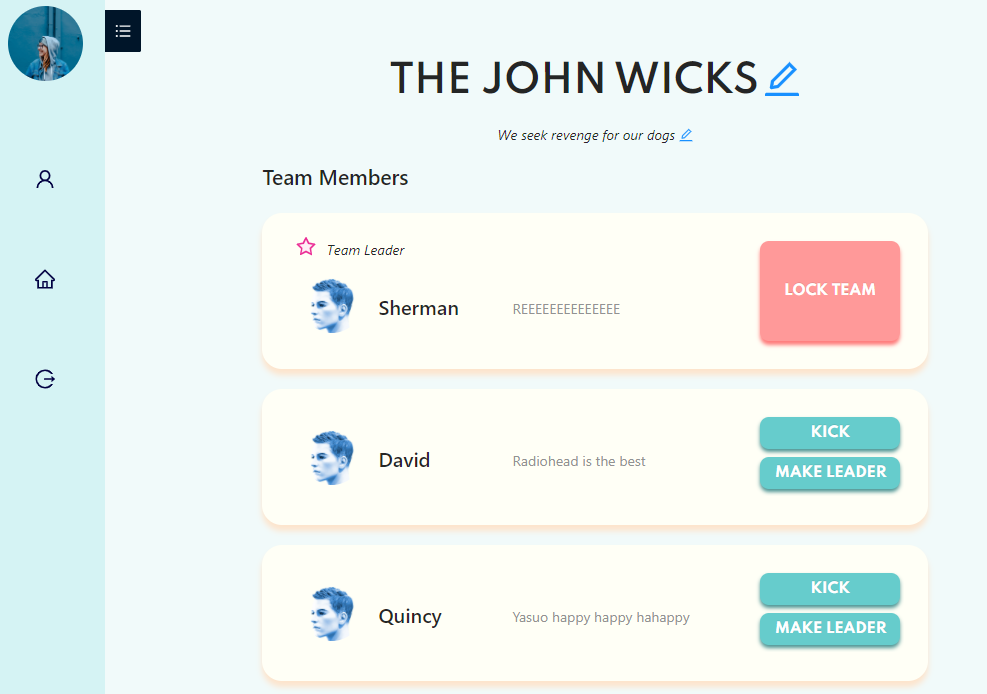 THE JOHN WICKS
We seek revenge for our dogs
Team Members
Team Leader
Sherman
REEEEEEEEEEEEEE
LOCK TEAM
David
Radiohead is the best
KICK
MAKE LEADER
Quincy
Yasuo happy happy hahappy
KICK
MAKE LEADER